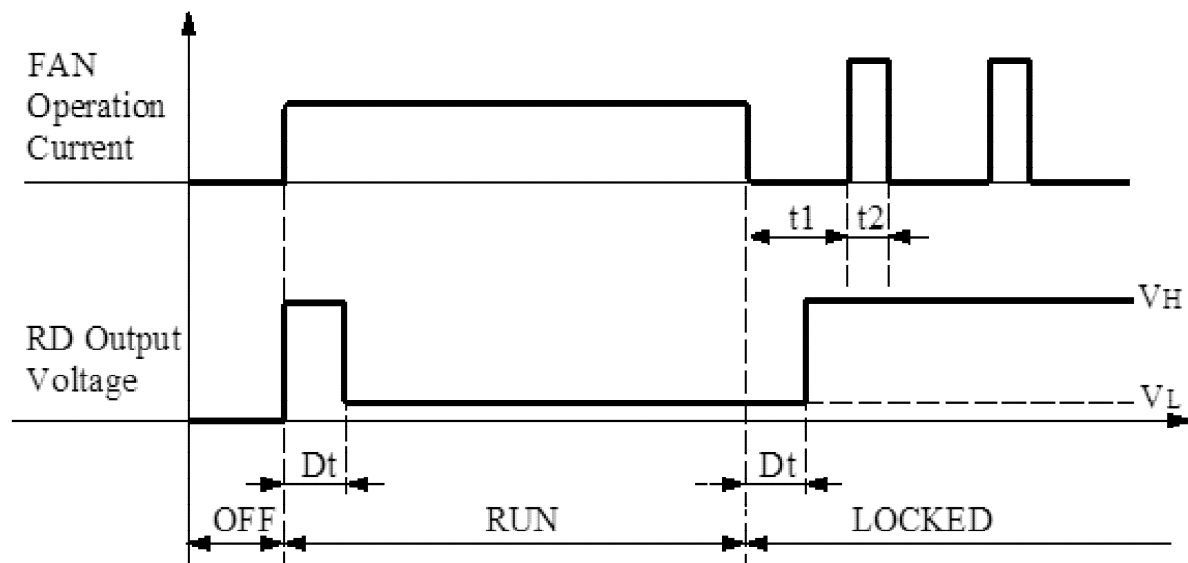 FAN
Operation
Current
t1
t2
VH
RD Output
Voltage
VL
Dt
Dt
OFF
RUN
LOCKED